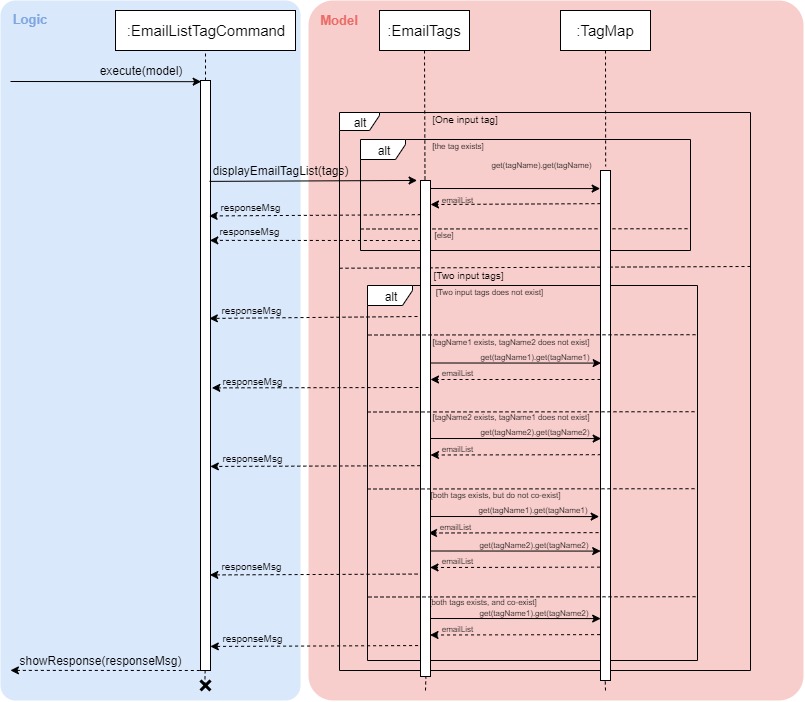 Logic
Model
:EmailListTagCommand
:EmailTags
:TagMap
execute(model)
alt
[One input tag]
alt
[the tag exists]
get(tagName).get(tagName)
displayEmailTagList(tags)
emailList
responseMsg
responseMsg
[else]
[Two input tags]
alt
[Two input tags does not exist]
responseMsg
[tagName1 exists, tagName2 does not exist]
get(tagName1).get(tagName1)
emailList
responseMsg
[tagName2 exists, tagName1 does not exist]
get(tagName2).get(tagName2)
emailList
responseMsg
[both tags exists, but do not co-exist]
get(tagName1).get(tagName1)
emailList
get(tagName2).get(tagName2)
emailList
responseMsg
both tags exists, and co-exist]
get(tagName1).get(tagName2)
emailList
responseMsg
showResponse(responseMsg)